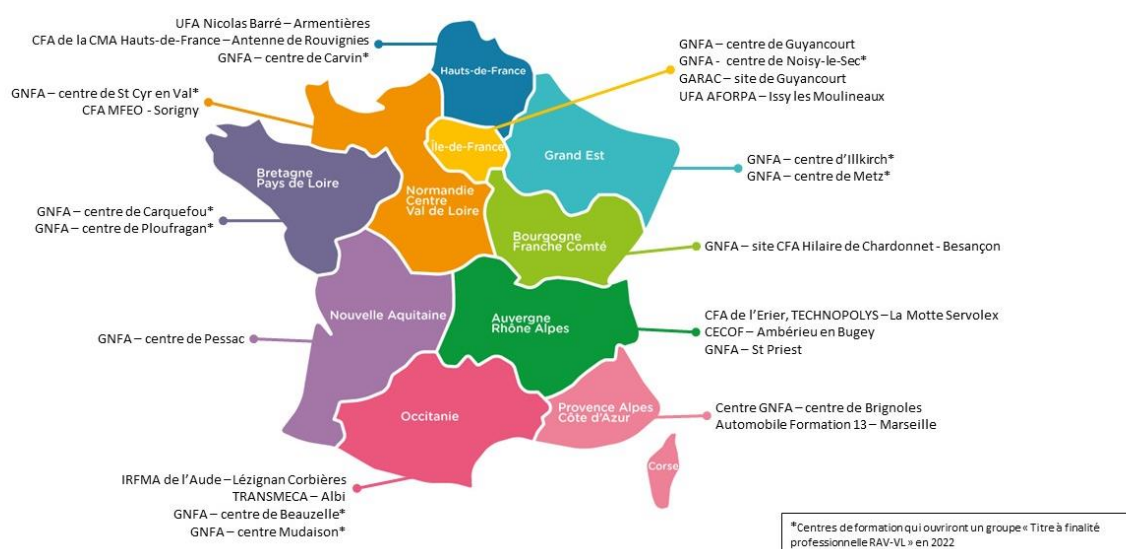 UFA Nicolas Barré – Armentières
CFA de la CMA Hauts-de-France – Antenne de Rouvignies
GNFA – centre de Carvin*
Hauts-de-France
GNFA – centre de Guyancourt
GNFA - centre de Noisy-le-Sec*
GARAC – site de Guyancourt
UFA AFORPA – Issy les Moulineaux
GNFA – centre de St Cyr en Val*
CFA MFEO - Sorigny
Île-de-France
Grand Est
GNFA – centre d'Illkirch*
GNFA – centre de Metz*
Bretagne
Pays de Loire
Normandie
Centre
Val de Loire
GNFA – centre de Carquefou*
GNFA – centre de Ploufragan*
Bourgogne
Franche Comté
GNFA – site CFA Hilaire de Chardonnet - Besançon
Nouvelle Aquitaine
Auvergne
Rhône Alpes
CFA de l'Erier, TECHNOPOLYS – La Motte Servolex
CECOF – Ambérieu en Bugey
GNFA – St Priest
GNFA – centre de Pessac
Occitanie
Provence Alpes
Côte d'Azur
Centre GNFA – centre de Brignoles
Automobile Formation 13 – Marseille
Corse
IRFMA de l'Aude – Lézignan Corbières
TRANSMECA – Albi
GNFA – centre de Beauzelle*
GNFA – centre Mudaison*
*Centres de formation qui ouvriront un groupe « Titre à finalité
professionnelle RAV-VL » en 2022